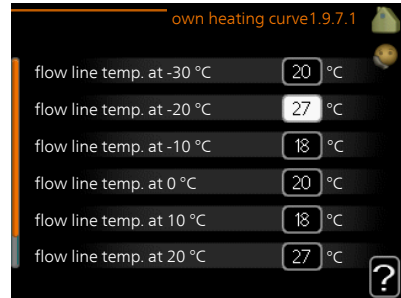 own heating curve1.9.7.1
flow line temp. at -30 °C 20 °C
flow line temp. at -20 °C 27 °C
flow line temp. at -10 °C 18 °C
flow line temp. at 0 °C 20 °C
flow line temp. at 10 °C 18 °C
flow line temp. at 20 °C 27 °C
?